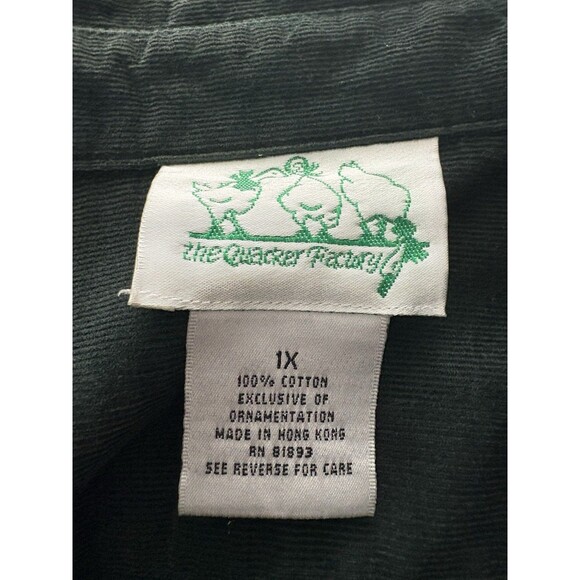 the Quacker Factory
1X
100% COTTON
EXCLUSIVE OF
ORNAMENTATION
MADE IN HONG KONG
RN 81893
SEE REVERSE FOR CARE